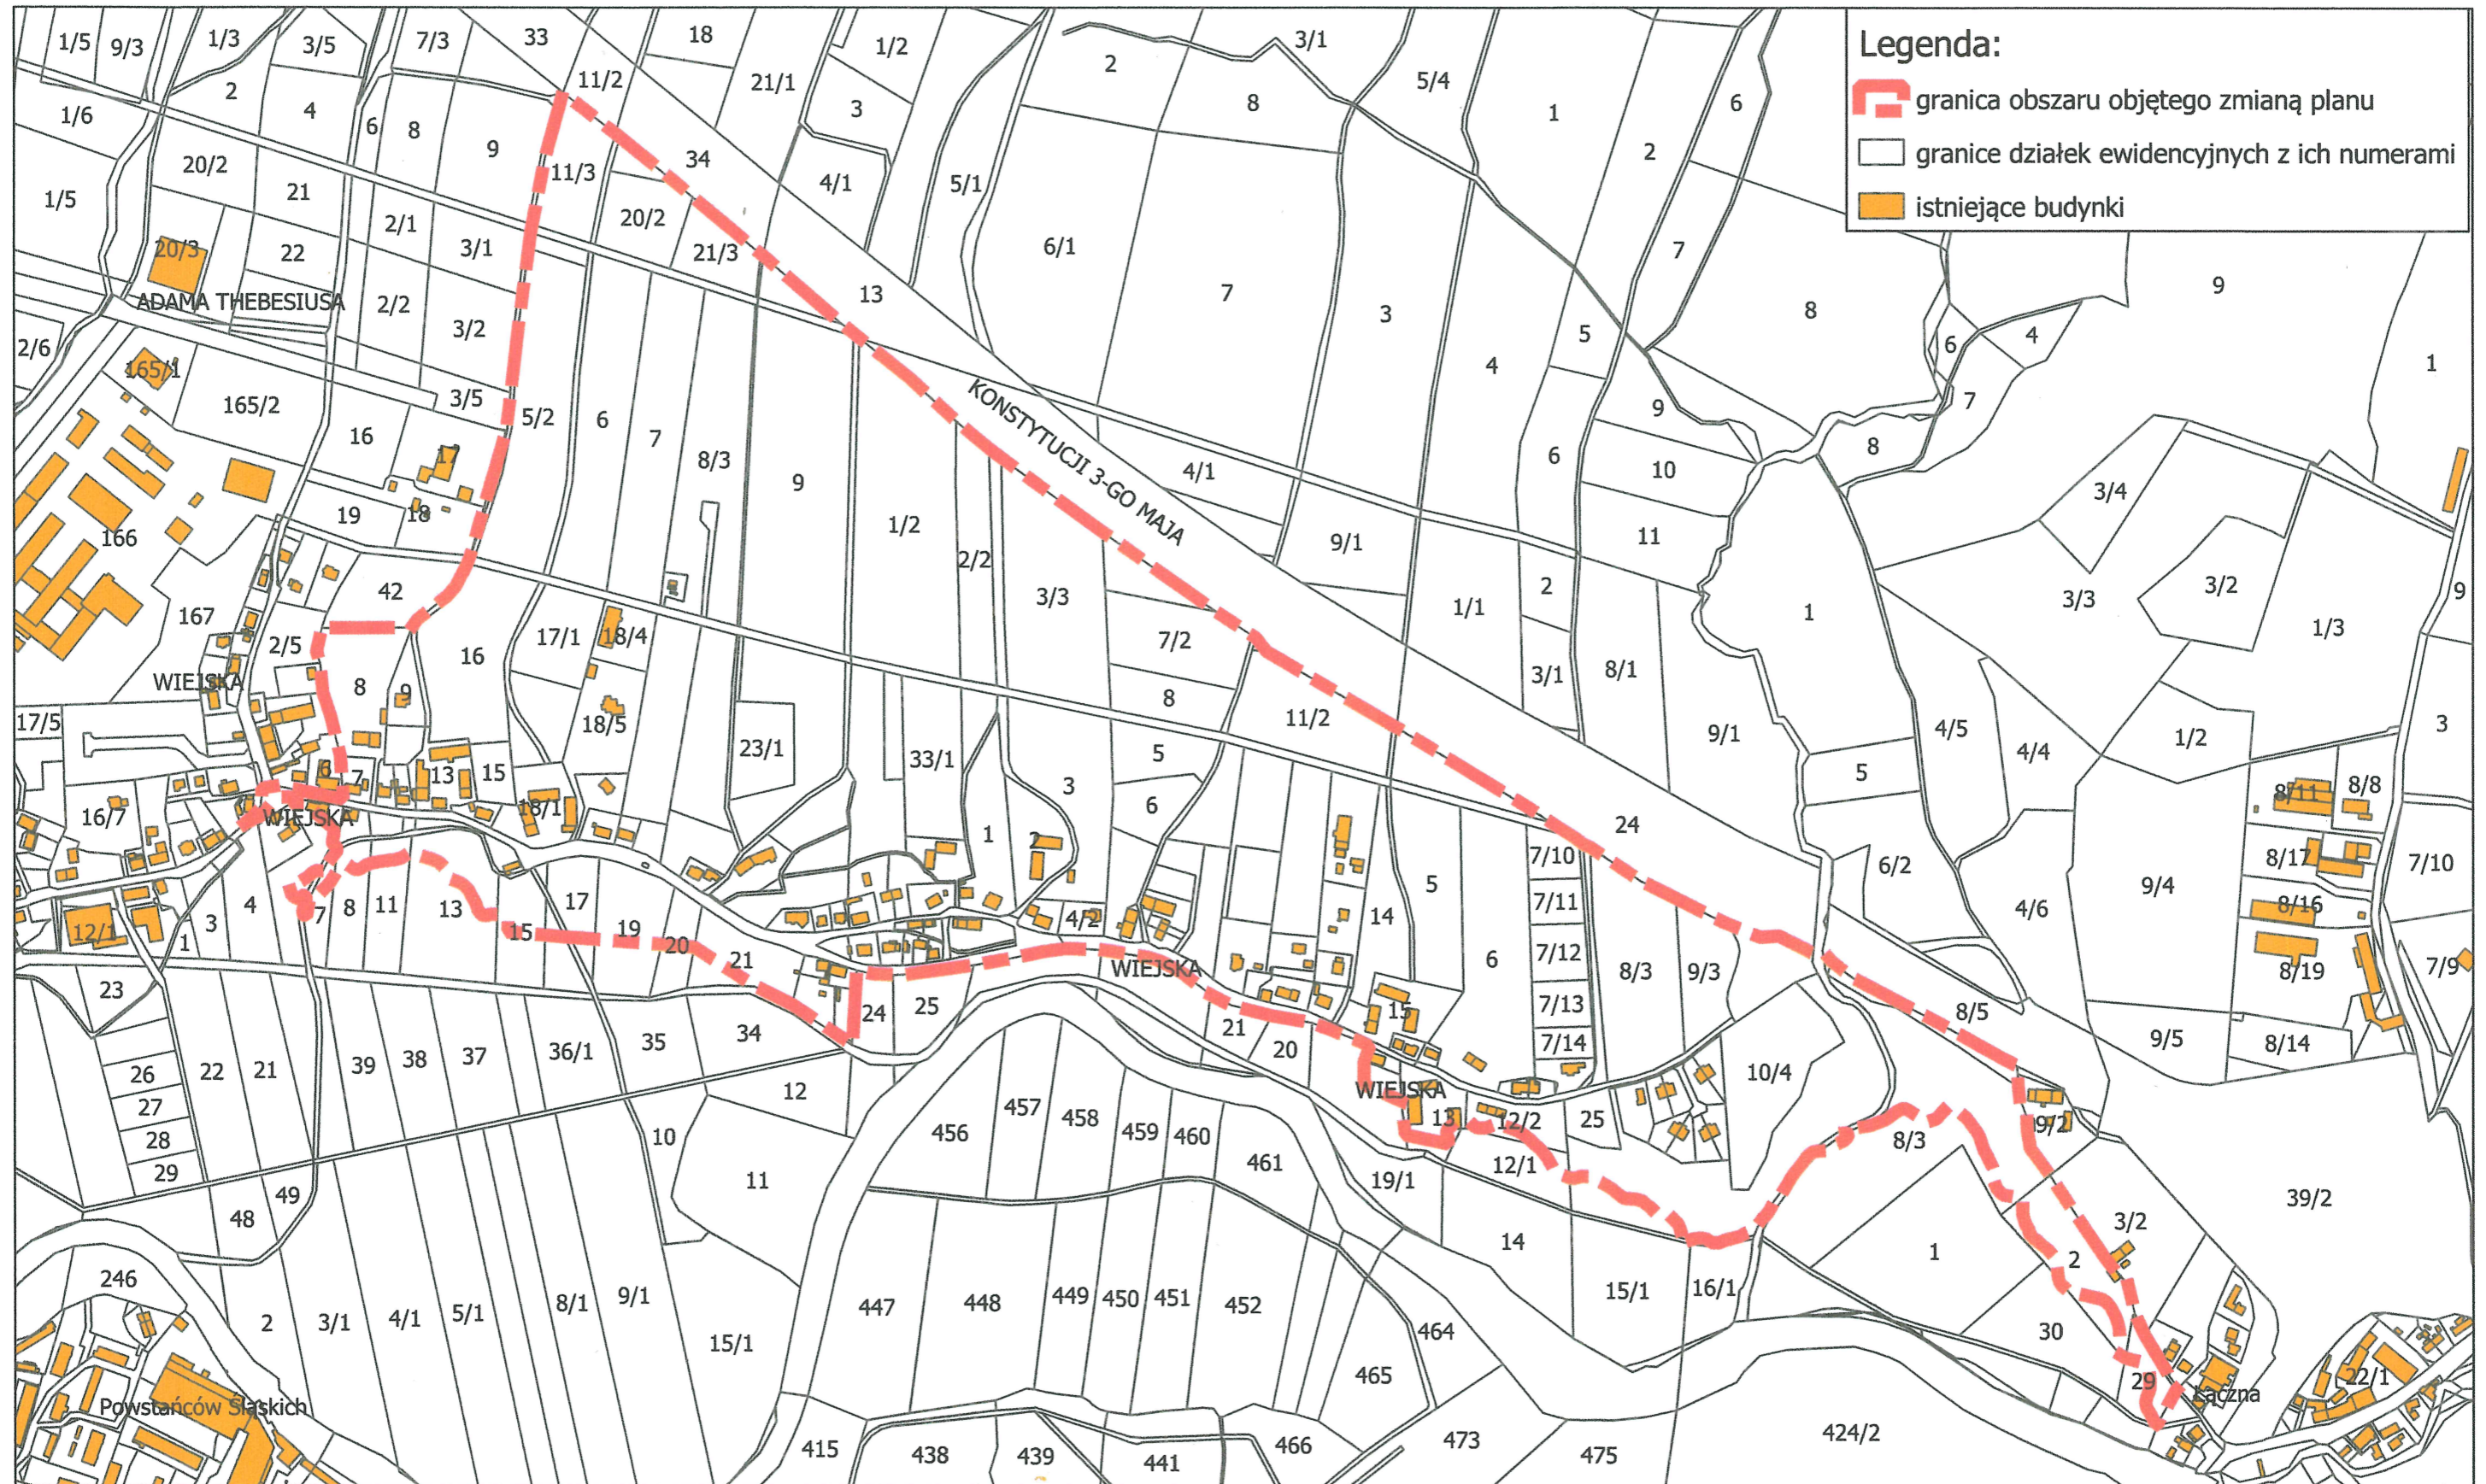 Legenda:
granica obszaru objętego zmianą planu
granice działek ewidencyjnych z ich numerami
istniejące budynki
1/5 9/3 1/3 3/5 7/3 33 18 1/2 2 3/1
11/2 21/1 5/4 6
1/6 2 4 6 8 9 3 8 1 2
20/2 11/3 34 4/1 5/1
1/5 21 2/1 20/2
20/3 22 3/1 21/3 6/1 7 9
ADAMA THEBESIUSA 2/2 13 7 3 8
2/6 3/2 5 6 4
165/1 4 1
165/2 3/5 5/2 6 KONSTYTUCJI 3-GO MAJA 9 7
16 7 8/3 8
17 9 4/1 6 10 3/4
166 19 18 1/2 9/1 11
2/2
167 42 3/3 1/1 2 1 3/3 3/2 9
2/5 16 17/1 18/4 7/2 1/3
WIEJSKA 8 9 8 3/1 8/1
17/5 18/5 11/2 9/1 4/5 4/4 1/2 3
23/1 33/1 5
6 7 13 15 3 5 8/11 8/8
16/7 WIEJSKA 18/1 6 24
1 2 7/10 6/2 8/17 7/10
3 4 7 8 11 13 17 19 4/2 14 5 7/11 4/6 9/4 8/16
12/1 1 15 20 21 WIEJSKA 6 7/12 8/3 9/3 8/19 7/9
23 24 25 15 7/13 8/5
21 20 7/14 9/5 8/14
26 22 21 39 38 37 36/1 35 34 12 WIEJSKA 10/4
27 457 458 459 460 13 12/2 25 8/3 9/2
28 10 456 461
29 11 19/1 12/1
49 39/2
48 3/2
14 1 2
246 447 448 449 450 451 452 15/1 16/1
2 3/1 4/1 5/1 8/1 9/1 15/1 464 30
465 29 22/1
Powstańców Śląskich Łączna
415 438 439 441 466 473 475 424/2